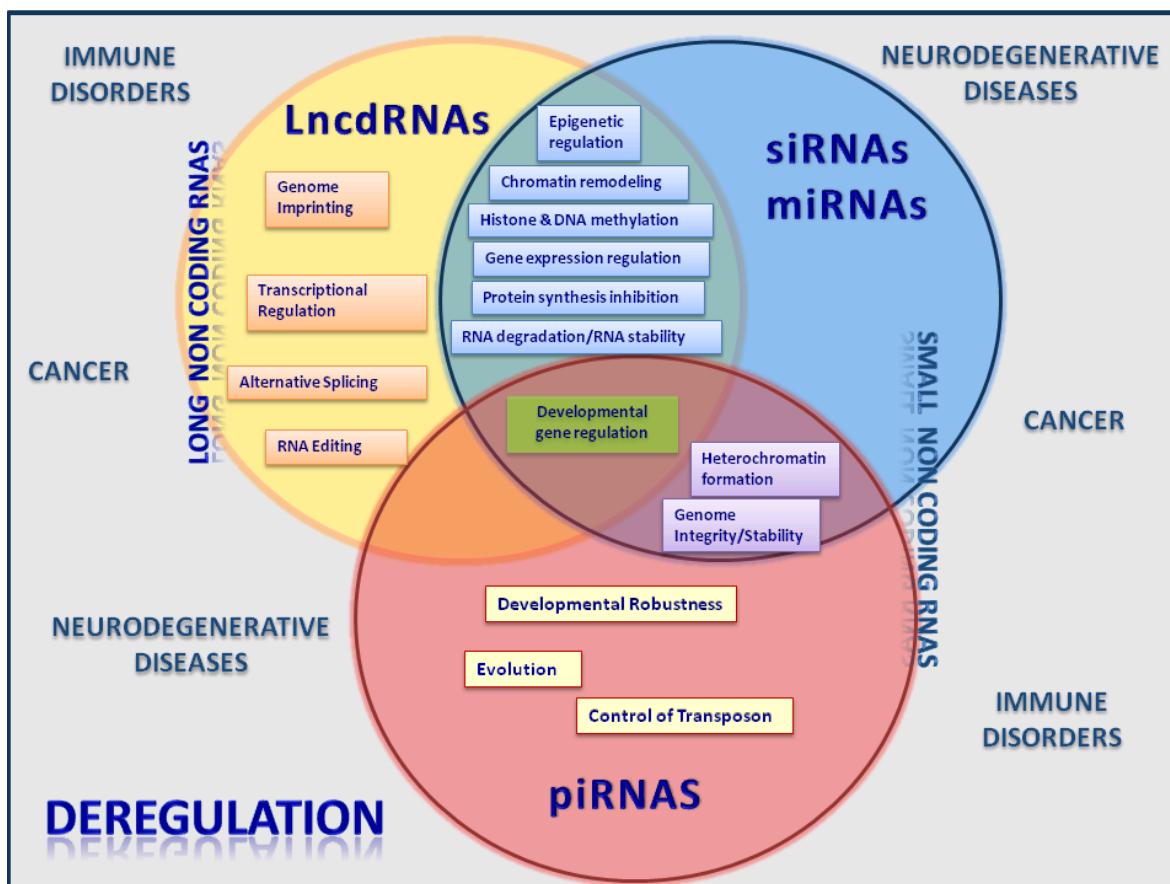 IMMUNE
DISORDERS
NEURODEGENERATIVE
DISEASES
LncdRNAs
siRNAs
miRNAs
LONG NON CODING RNAS
Epigenetic
regulation
Chromatin remodeling
Histone & DNA methylation
Gene expression regulation
Protein synthesis inhibition
RNA degradation/RNA stability
Genome
Imprinting
Transcriptional
Regulation
Alternative Splicing
RNA Editing
CANCER
Developmental
gene regulation
Heterochromatin
formation
Genome
Integrity/Stability
SMALL NON CODING RNAS
CANCER
Developmental Robustness
Evolution
Control of Transposon
NEURODEGENERATIVE
DISEASES
IMMUNE
DISORDERS
piRNAS
DEREGULATION